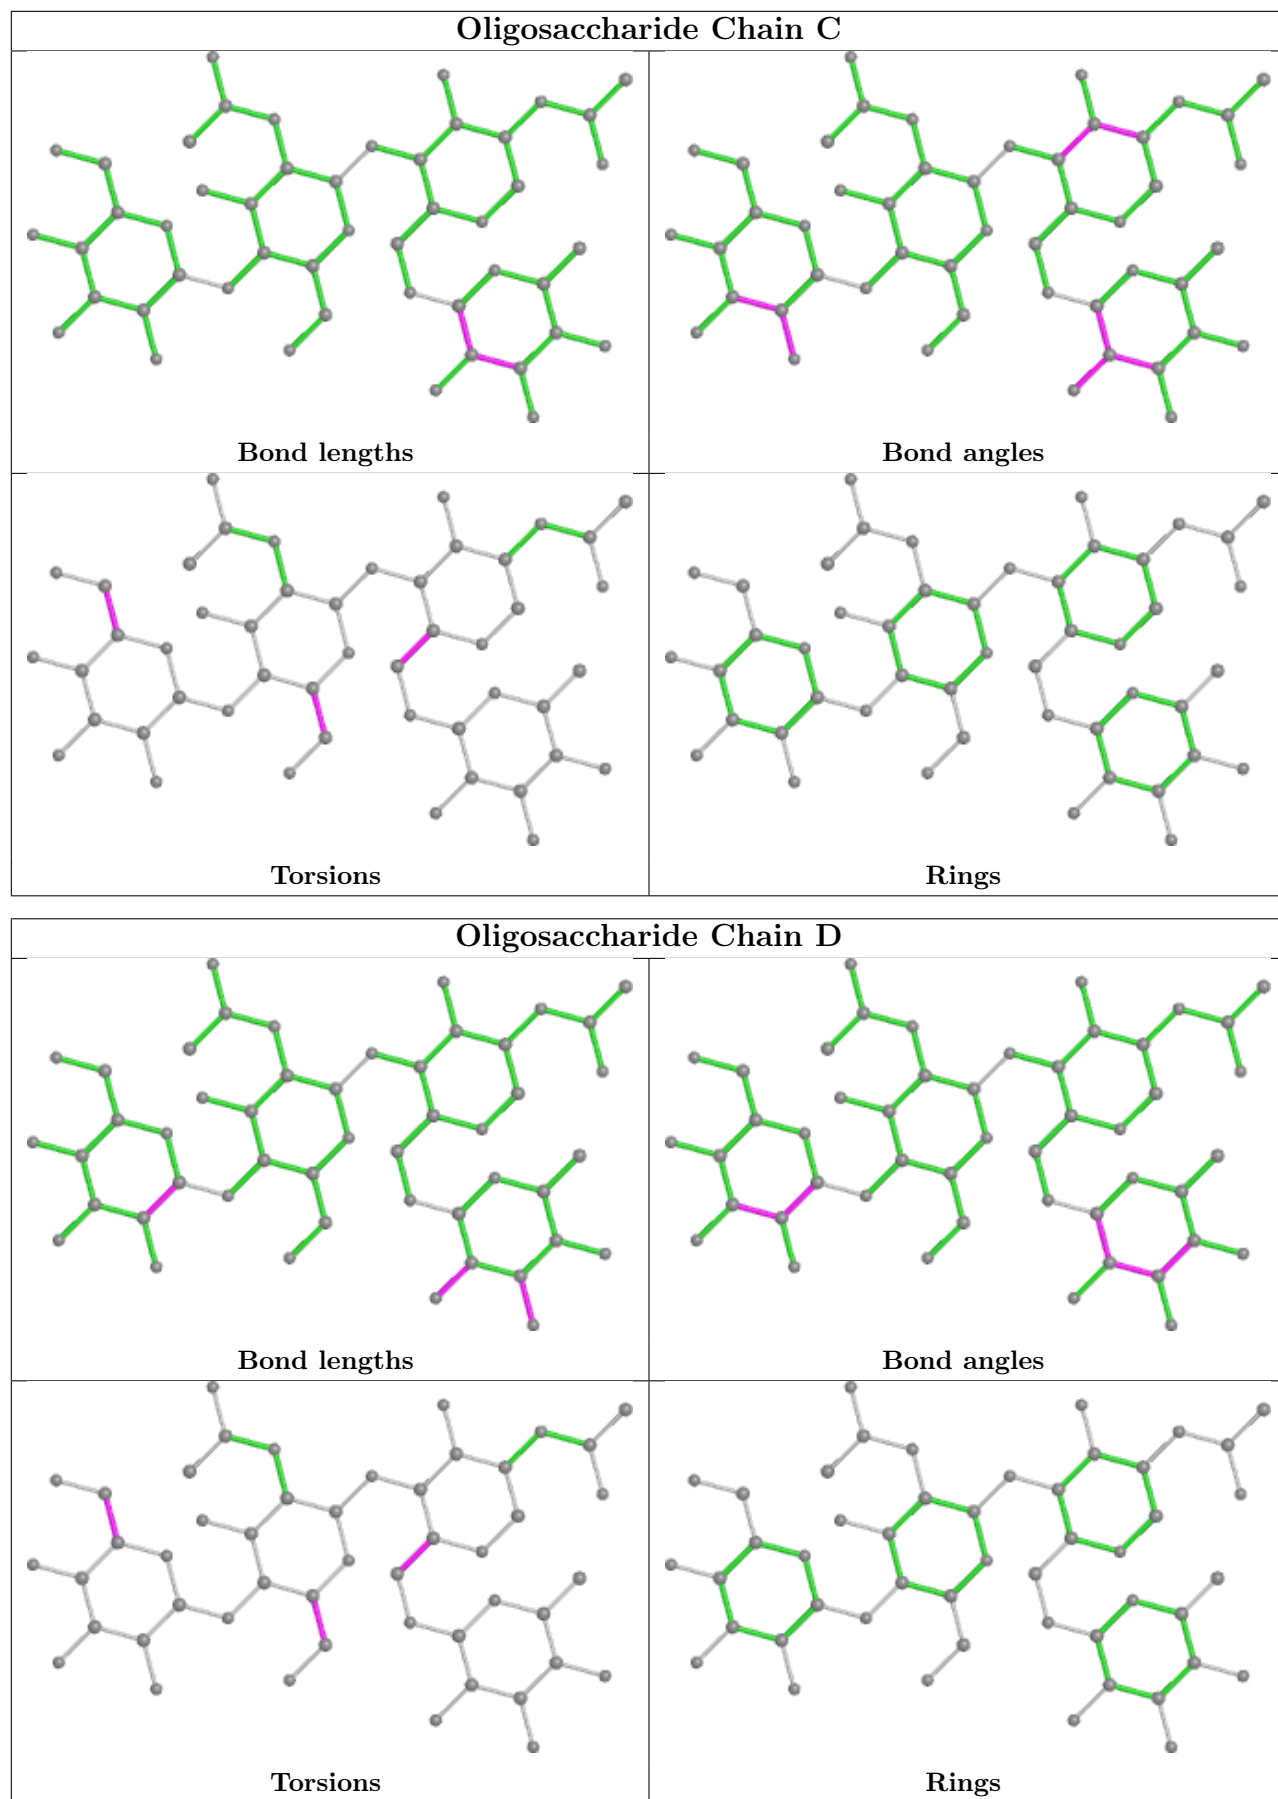 Oligosaccharide Chain C
Bond lengths
Bond angles
Torsions
Rings
Oligosaccharide Chain D
Bond lengths
Bond angles
Torsions
Rings